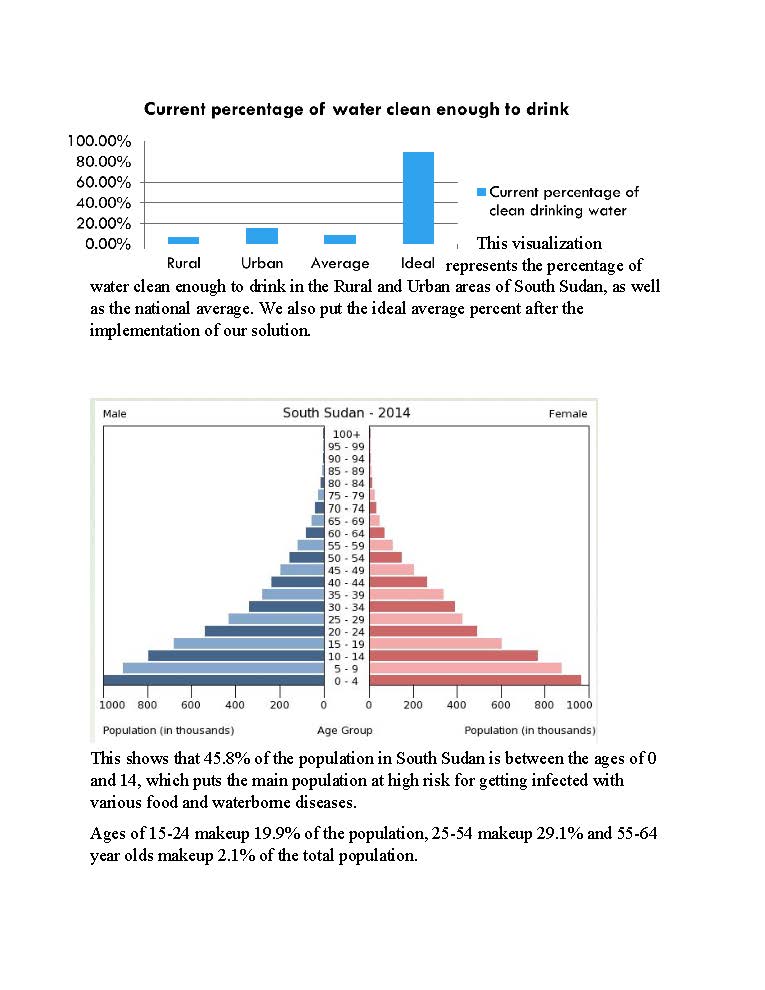 Current percentage of water clean enough to drink
100.00%
80.00%
60.00%
40.00%
20.00%
0.00%
Rural Urban Average Ideal
Current percentage of
clean drinking water
This visualization
represents the percentage of
water clean enough to drink in the Rural and Urban areas of South Sudan, as well
as the national average. We also put the ideal average percent after the
implementation of our solution.
Male South Sudan - 2014 Female
100+
95 - 99
90 - 94
85 - 89
80 - 84
75 - 79
70 - 74
65 - 69
60 - 64
55 - 59
50 - 54
45 - 49
40 - 44
35 - 39
30 - 34
25 - 29
20 - 24
15 - 19
10 - 14
5 - 9
0 - 4
1000 800 600 400 200 0 0 200 400 600 800 1000
Population (in thousands) Age Group Population (in thousands)
This shows that 45.8% of the population in South Sudan is between the ages of 0
and 14, which puts the main population at high risk for getting infected with
various food and waterborne diseases.
Ages of 15-24 makeup 19.9% of the population, 25-54 makeup 29.1% and 55-64
year olds makeup 2.1% of the total population.